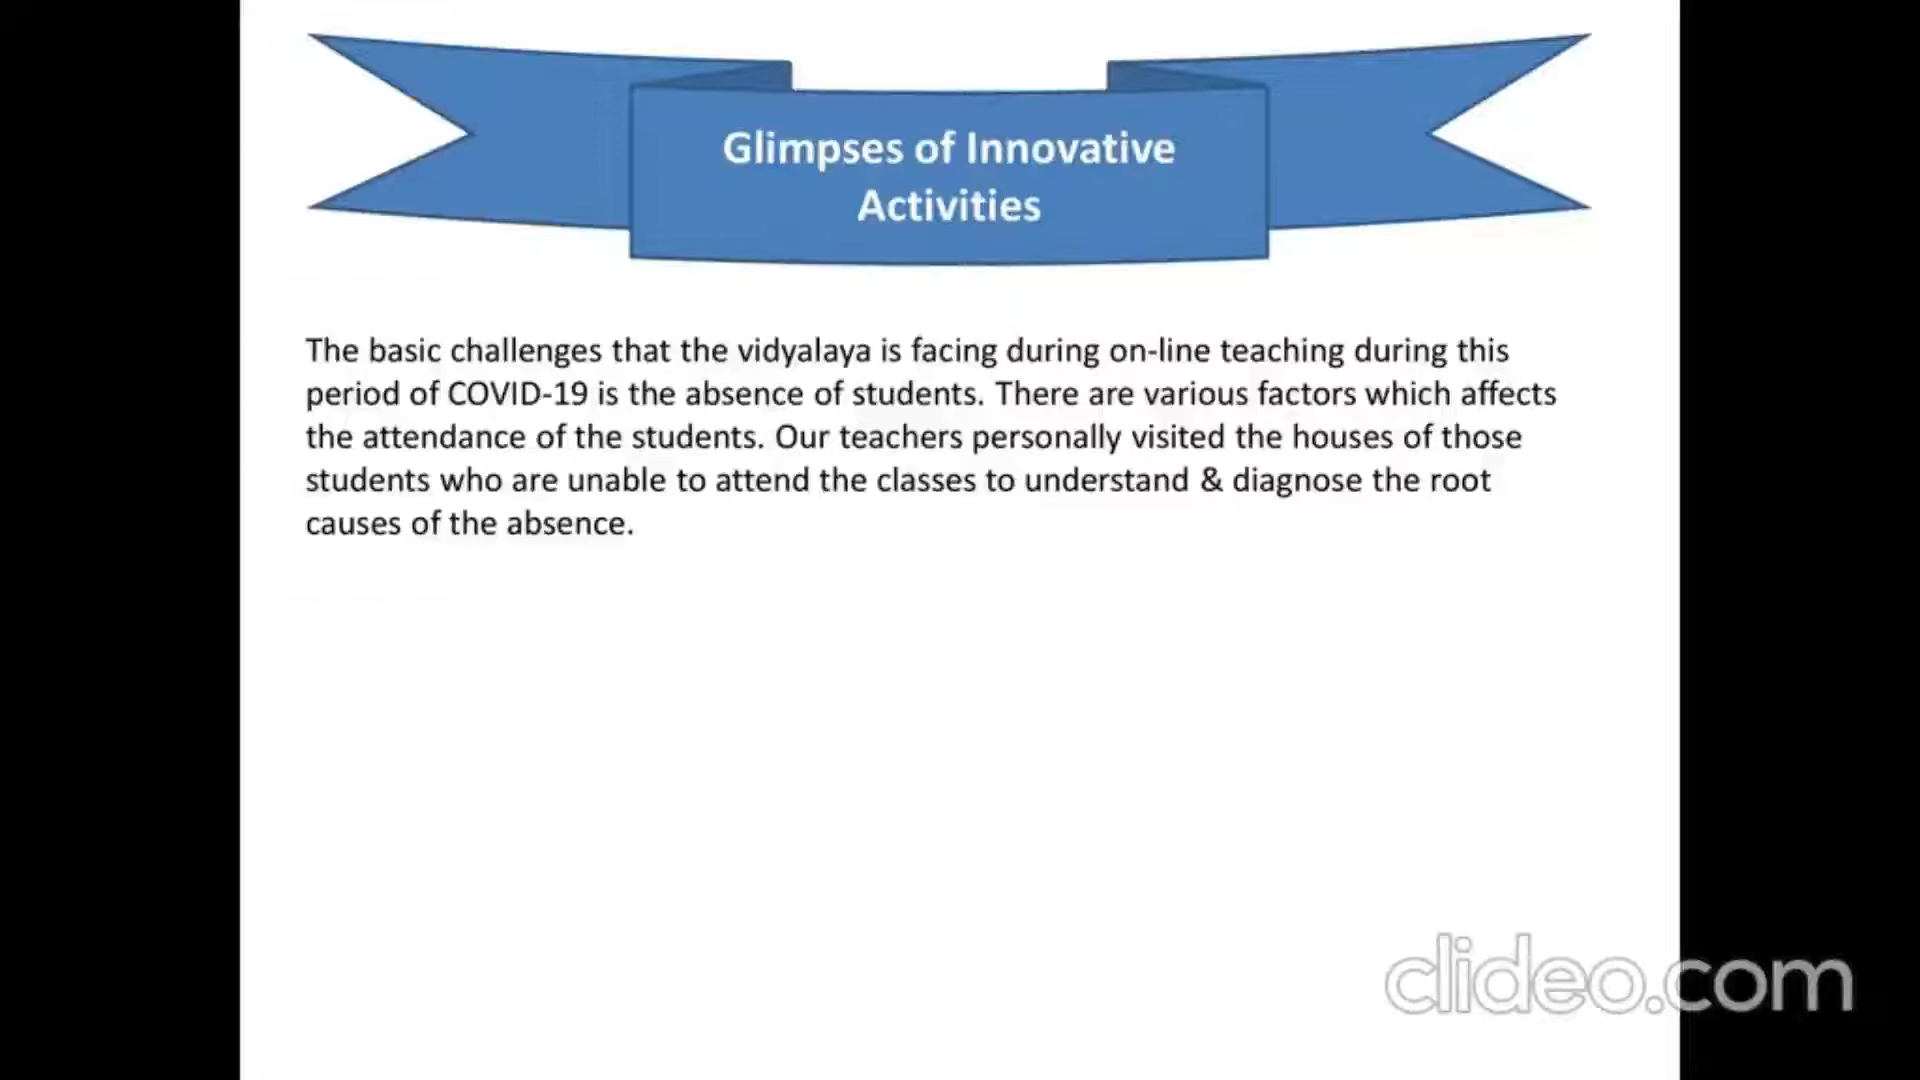 Glimpses of Innovative
Activities
The basic challenges that the vidyalaya is facing during on-line teaching during this
period of COVID-19 is the absence of students. There are various factors which affects
the attendance of the students. Our teachers personally visited the houses of those
students who are unable to attend the classes to understand & diagnose the root
causes of the absence.
clideo.com